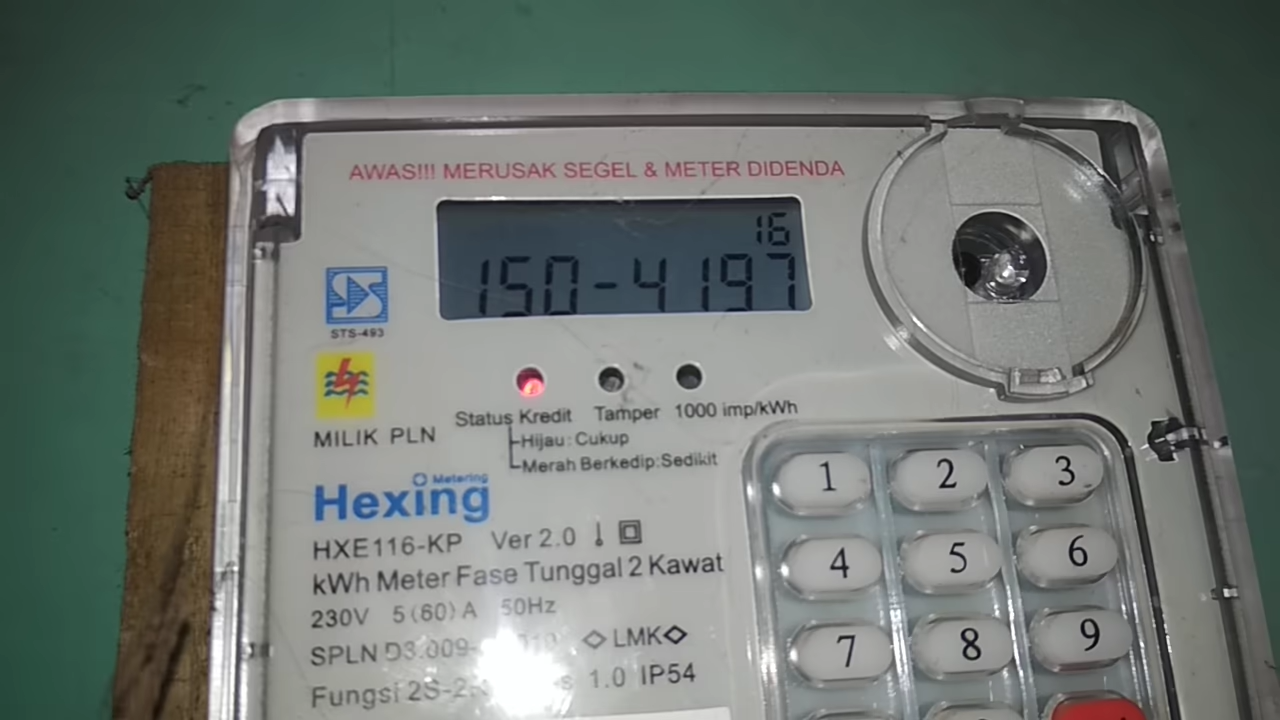 AWAS!!! MERUSAK SEGEL & METER DIDENDA
16
150-4197
STS-493
MILIK PLN
Status Kredit Tamper 1000 imp/kWh
Hijau : Cukup
Merah Berkedip:Sedikit
Metering
Hexing
HXE116-KP Ver 2.0
kWh Meter Fase Tunggal 2 Kawat
230V 5(60)A 50Hz
SPLN D3.009- LMK
Fungsi 2S-2. 1.0 IP54
1 2 3
4 5 6
7 8 9